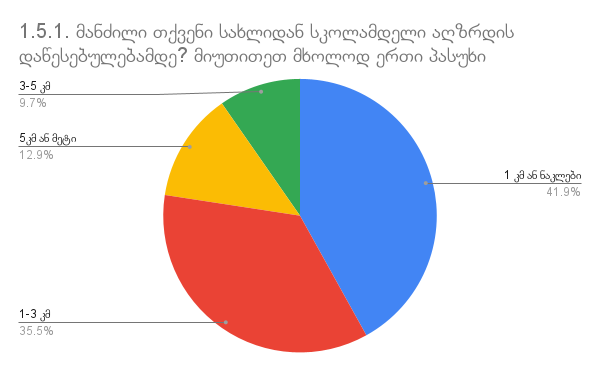 1.5.1. მანძილი თქვენი სახლიდან სკოლამდელი აღზრდის
დაწესებულებამდე? მიუთითეთ მხოლოდ ერთი პასუხი
3-5 კმ
9.7%
5კმ ან მეტი
12.9%
1 კმ ან ნაკლები
41.9%
1-3 კმ
35.5%